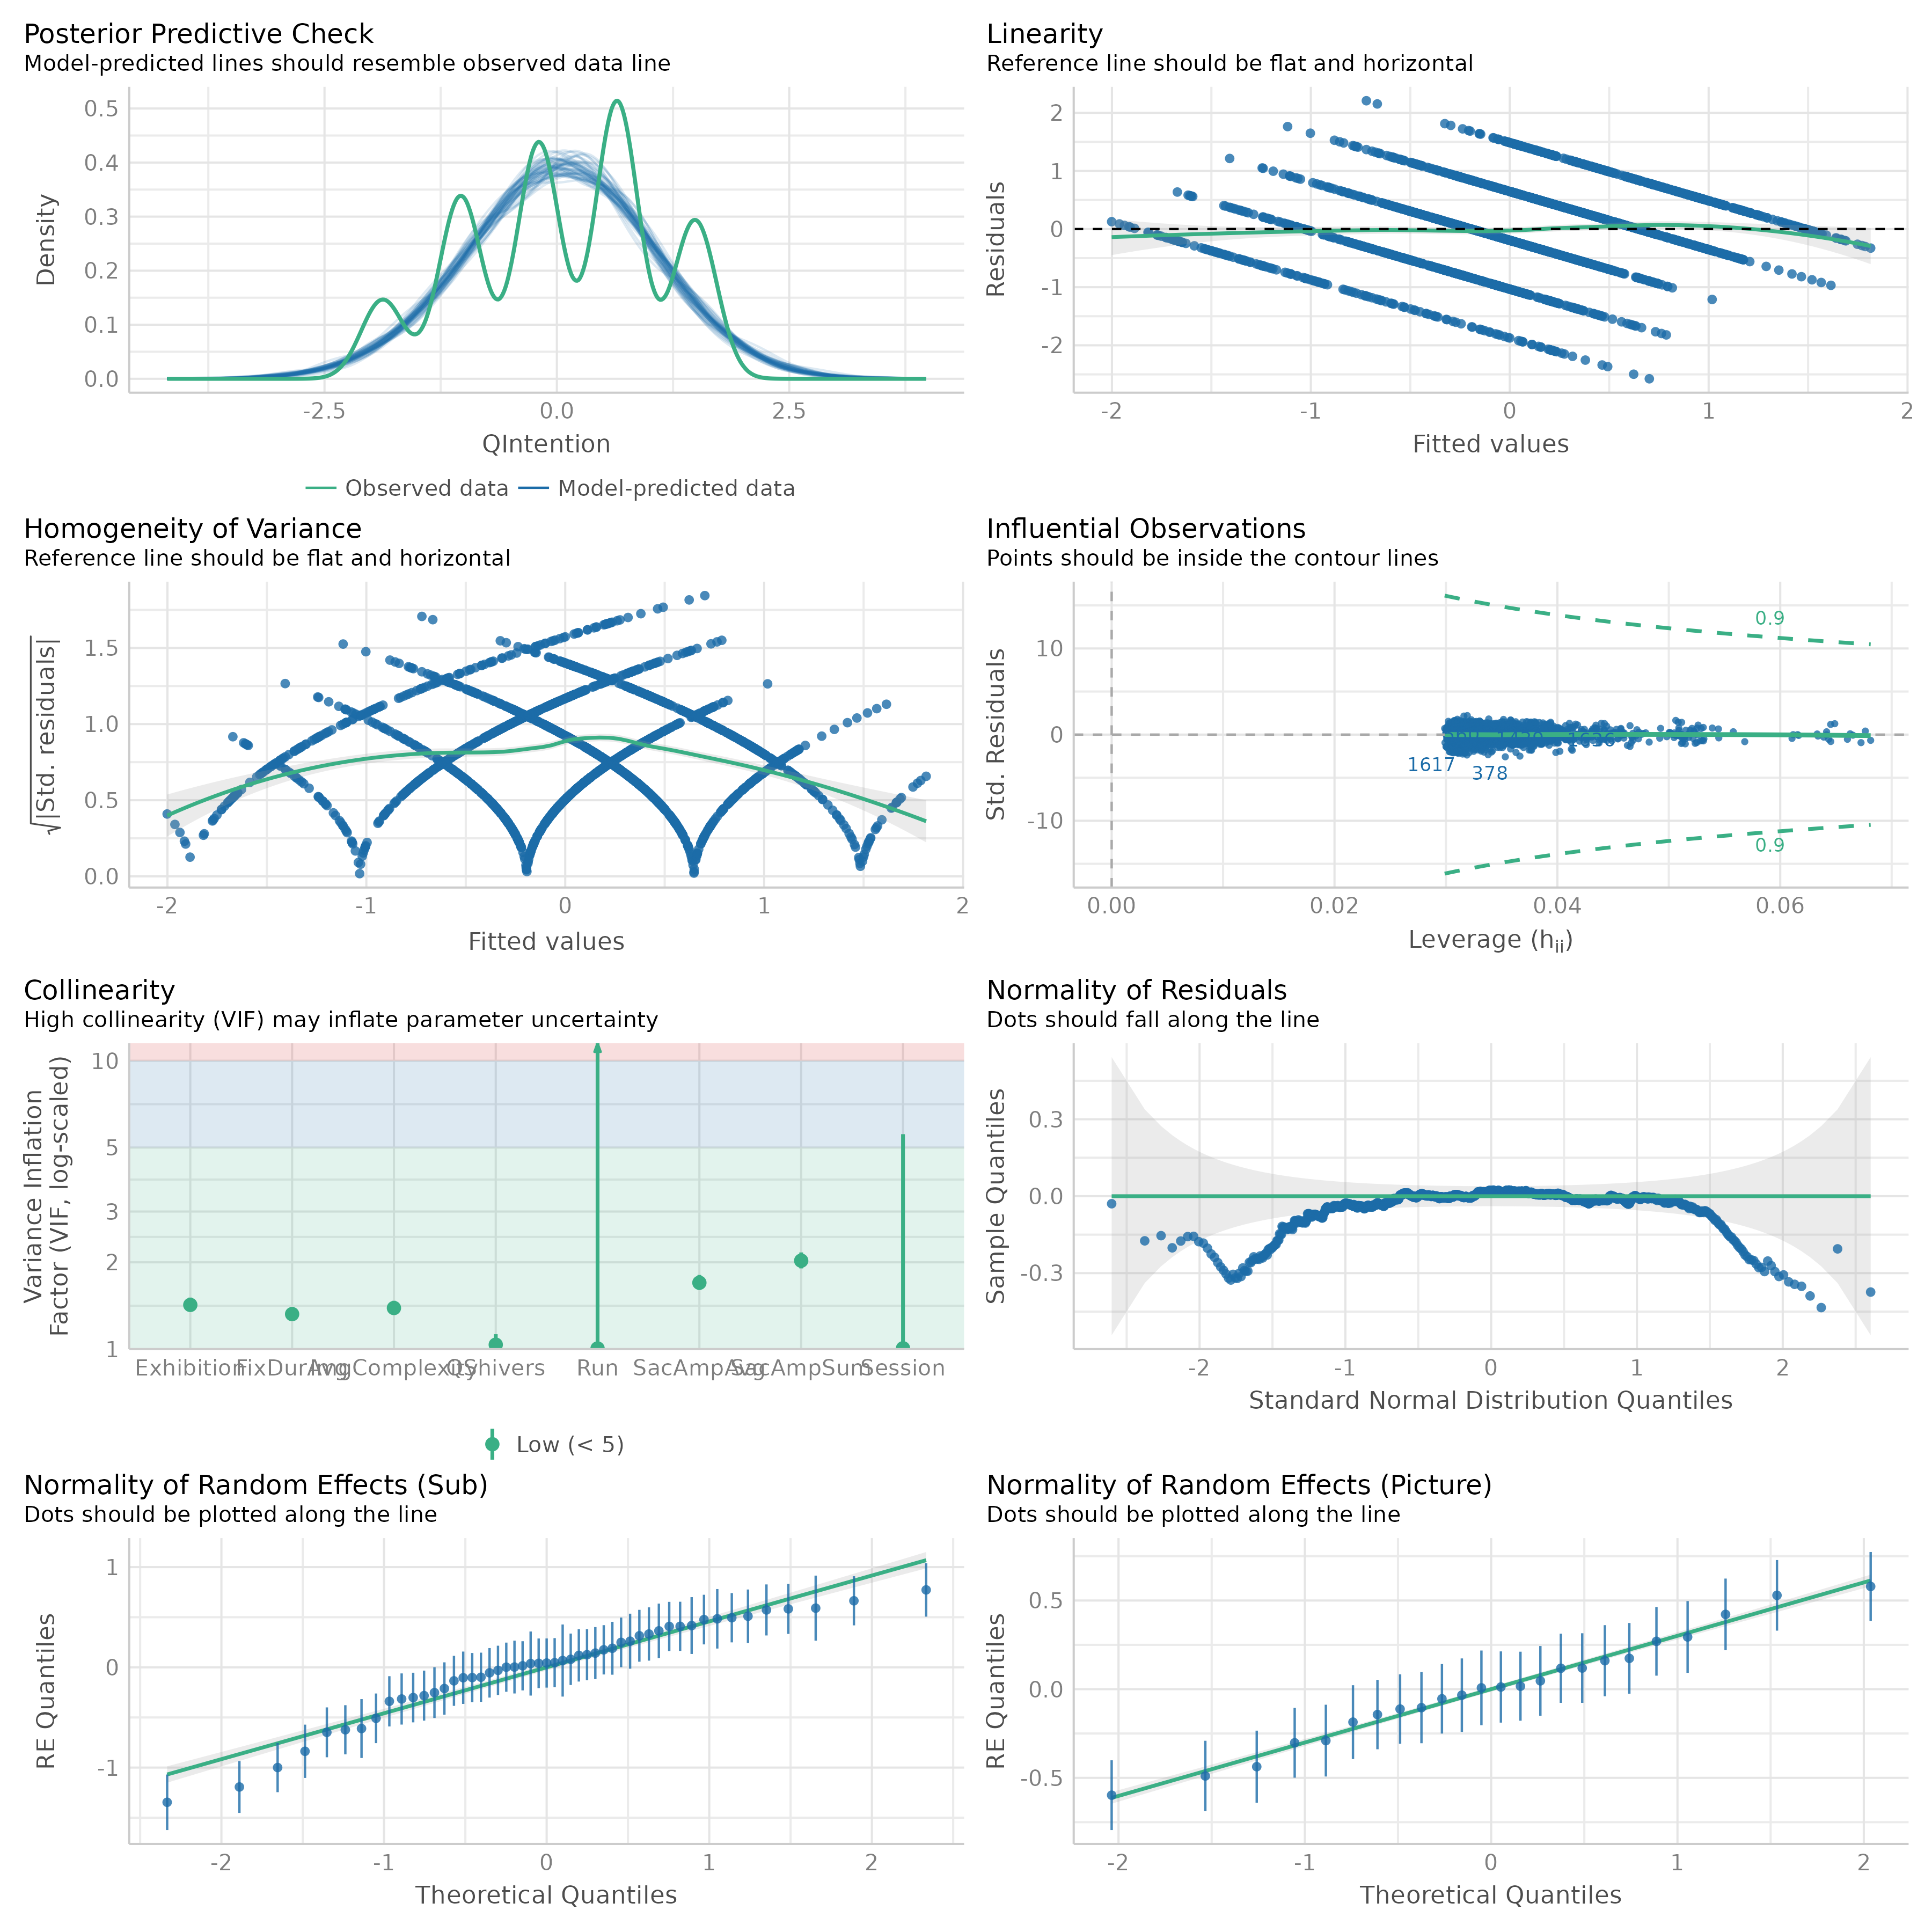 Posterior Predictive Check
Model-predicted lines should resemble observed data line
0.5
0.4
0.3
0.2
0.1
0.0
Density
-2.5
0.0
2.5
QIntention
Observed data
Model-predicted data
Linearity
Reference line should be flat and horizontal
2
1
0
-1
-2
Residuals
-2
-1
0
1
2
Fitted values
Homogeneity of Variance
Reference line should be flat and horizontal
1.5
1.0
0.5
0.0
√|Std. residuals|
-2
-1
0
1
2
Fitted values
Influential Observations
Points should be inside the contour lines
10
0
-10
Std. Residuals
0.9
1617
378
0.9
0.00
0.02
0.04
0.06
Leverage (hii)
Collinearity
High collinearity (VIF) may inflate parameter uncertainty
10
5
3
2
1
Variance Inflation
Factor (VIF, log-scaled)
Exhibition
FixDurAvg
Run
SacAmpAvg
SacAmpSum
Session
Low (< 5)
Normality of Residuals
Dots should fall along the line
0.3
0.0
-0.3
Sample Quantiles
-2
-1
0
1
2
Standard Normal Distribution Quantiles
Normality of Random Effects (Sub)
Dots should be plotted along the line
1
0
-1
RE Quantiles
-2
-1
0
1
2
Theoretical Quantiles
Normality of Random Effects (Picture)
Dots should be plotted along the line
0.5
0.0
-0.5
RE Quantiles
-2
-1
0
1
2
Theoretical Quantiles